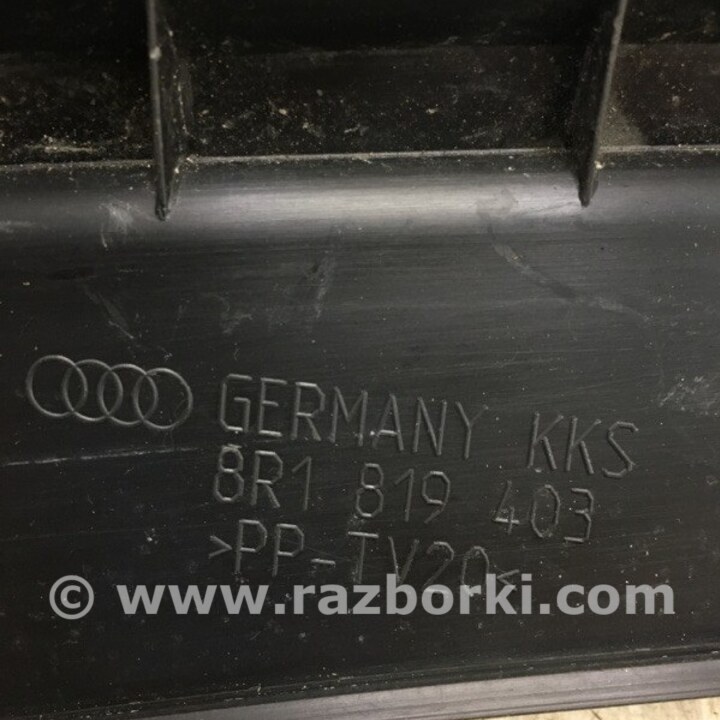 GERMANY KKS
8R1 819 403
>PP-TV20<
© www.razborki.com